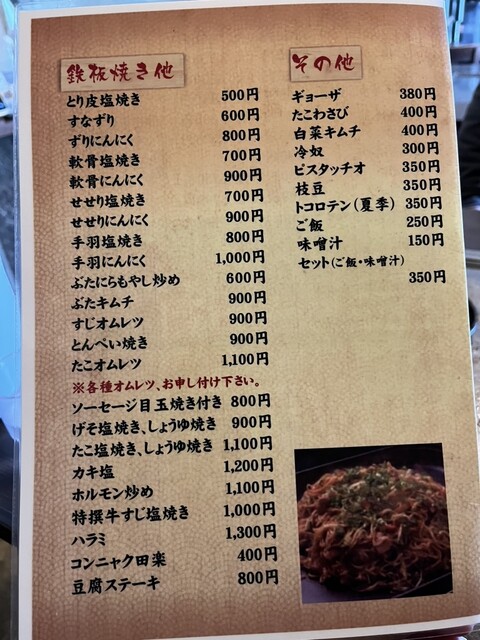 鉄板焼き他
とり皮塩焼き 500円
すなずり 600円
ずりにんにく 800円
軟骨塩焼き 700円
軟骨にんにく 900円
せせり塩焼き 700円
せせりにんにく 900円
手羽塩焼き 800円
手羽にんにく 1,000円
ぶたにらもやし炒め 600円
ぶたキムチ 900円
すじオムレツ 900円
とんぺい焼き 900円
たこオムレツ 1,100円
※各種オムレツ、お申し付け下さい。
ソーセージ目玉焼き付き 800円
げそ塩焼き、しょうゆ焼き 900円
たこ塩焼き、しょうゆ焼き 1,100円
カキ塩 1,200円
ホルモン炒め 1,100円
特撰牛すじ塩焼き 1,000円
ハラミ 1,300円
コンニャク田楽 400円
豆腐ステーキ 800円
その他
ギョーザ 380円
たこわさび 400円
白菜キムチ 400円
冷奴 300円
ピスタッチオ 350円
枝豆 350円
トコロテン(夏季) 350円
ご飯 250円
味噌汁 150円
セット(ご飯・味噌汁)
350円